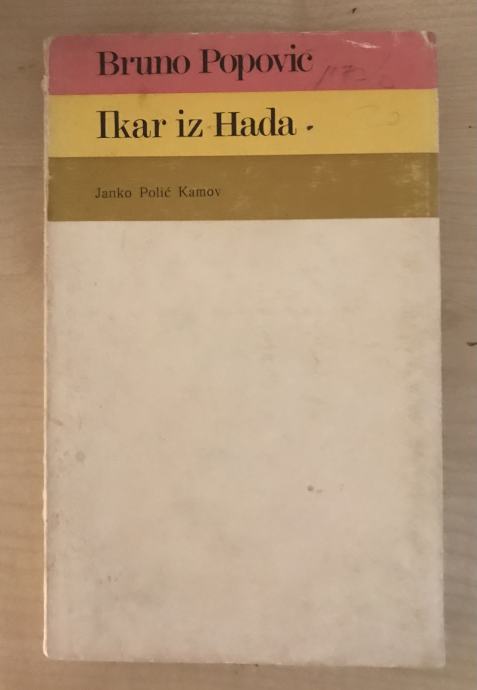 Bruno Popović
Ikar iz Hada
Janko Polić Kamov